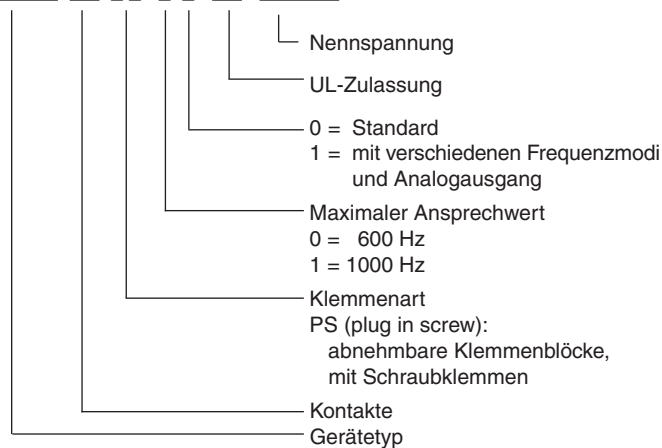 Nennspannung
UL-Zulassung
0 = Standard
1 = mit verschiedenen Frequenzmodi
und Analogausgang
Maximaler Ansprechwert
0 = 600 Hz
1 = 1000 Hz
Klemmenart
PS (plug in screw):
abnehmbare Klemmenblöcke,
mit Schraubklemmen
Kontakte
Gerätetyp